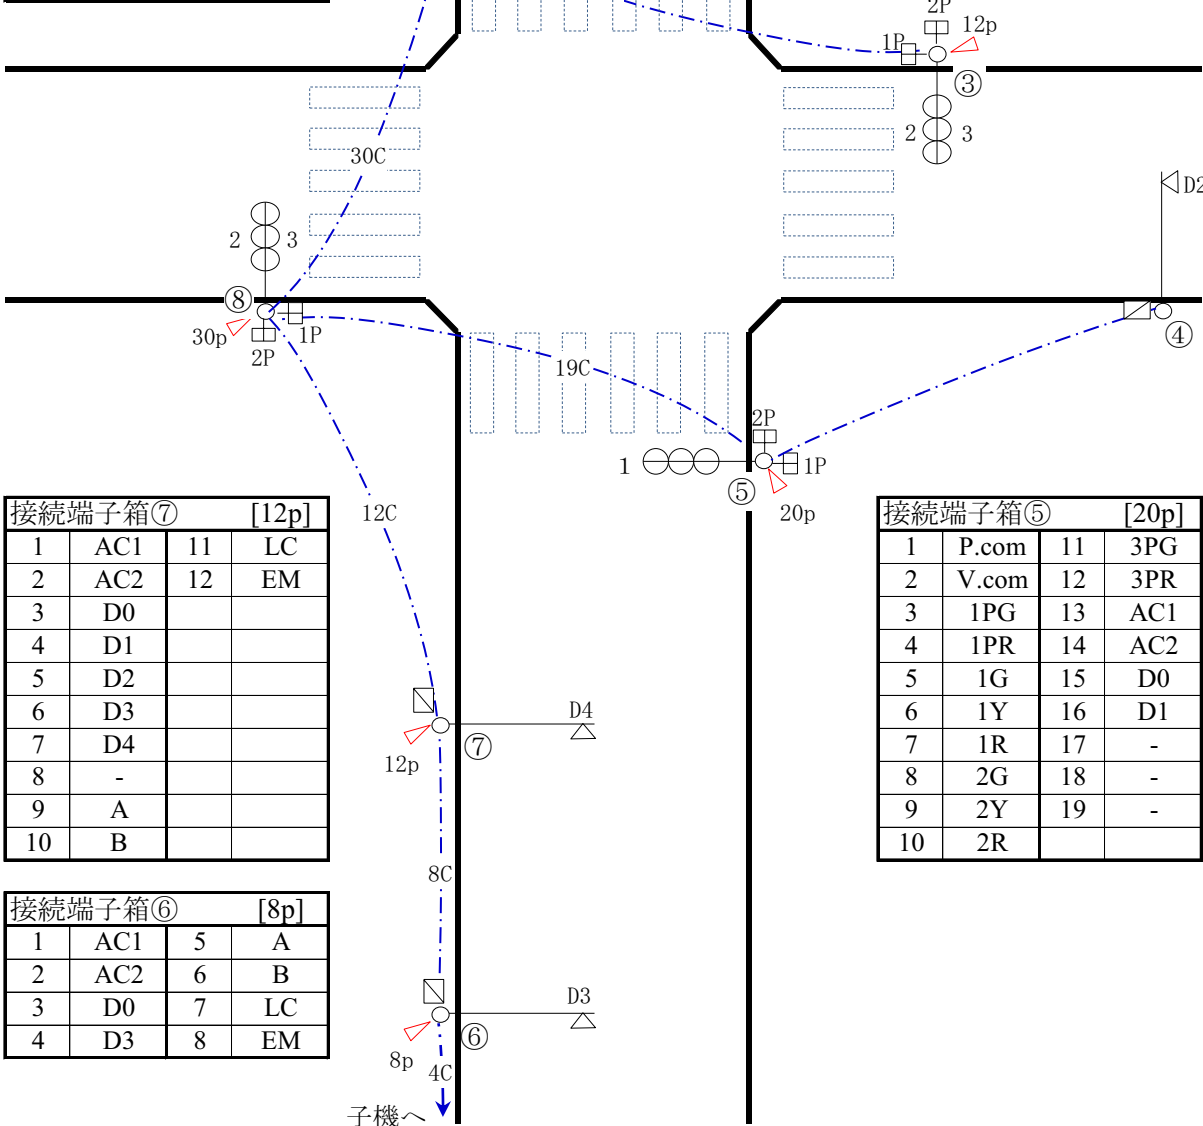 2P
12p
1P
③
2 3
30C
D2
2 3
⑧
30p
1P
2P
④
19C
2P
1
1P
⑤
20p
12C
接続端子箱⑦ [12p]
1 AC1 11 LC
2 AC2 12 EM
3 D0
4 D1
5 D2
6 D3
7 D4
8 -
9 A
10 B
接続端子箱⑤ [20p]
1 P.com 11 3PG
2 V.com 12 3PR
3 1PG 13 AC1
4 1PR 14 AC2
5 1G 15 D0
6 1Y 16 D1
7 1R 17 -
8 2G 18 -
9 2Y 19 -
10 2R
D4
⑦
12p
8C
接続端子箱⑥ [8p]
1 AC1 5 A
2 AC2 6 B
3 D0 7 LC
4 D3 8 EM
D3
⑥
8p
4C
子機へ